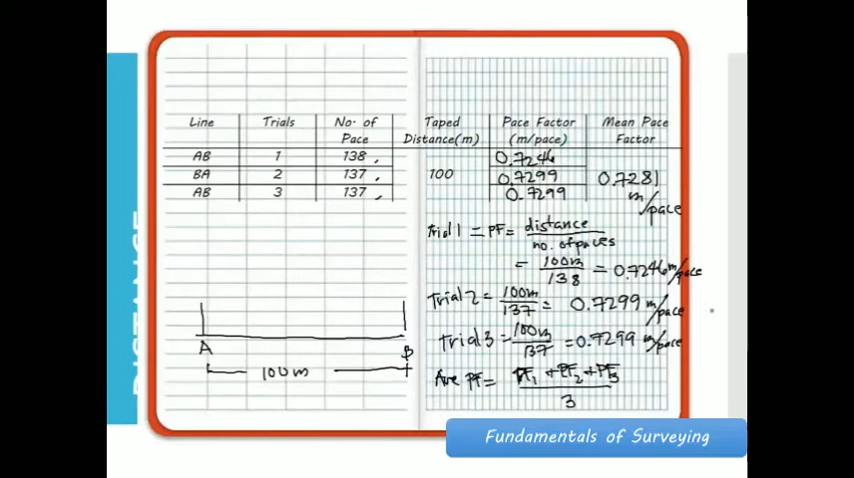 Line Trials No. of Pace Taped Distance(m) Pace Factor (m/pace) Mean Pace Factor
AB 1 138 0.7246
BA 2 137 100 0.7299 0.7281 m/pace
AB 3 137 0.7299
Trial 1 = PF = distance / no. of paces
= 100m / 138 = 0.7246 m/pace
Trial 2 = 100m / 137 = 0.7299 m/pace
Trial 3 = 100m / 137 = 0.7299 m/pace
Ave PF = PF1 + PF2 + PF3 / 3
A B
100m
DISTANCE
Fundamentals of Surveying